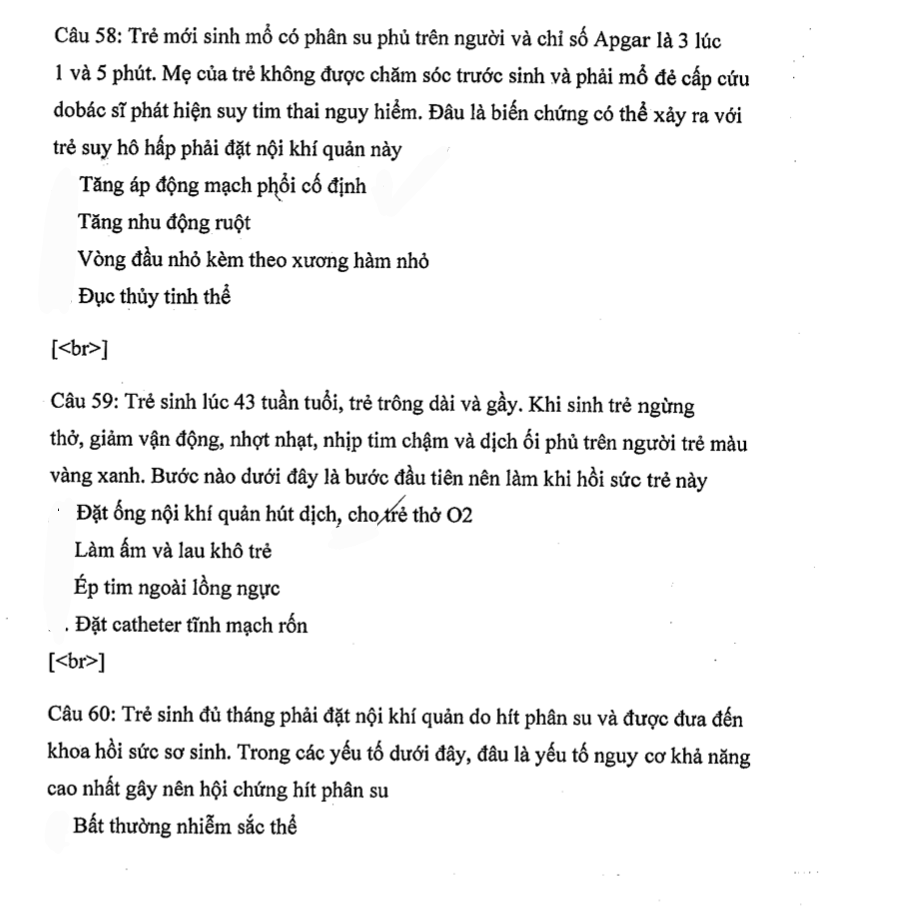 Câu 58: Trẻ mới sinh mổ có phân su phủ trên người và chỉ số Apgar là 3 lúc
1 và 5 phút. Mẹ của trẻ không được chăm sóc trước sinh và phải mổ đẻ cấp cứu
dobác sĩ phát hiện suy tim thai nguy hiểm. Đâu là biến chứng có thể xảy ra với
trẻ suy hô hấp phải đặt nội khí quản này
Tăng áp động mạch phổi cố định
Tăng nhu động ruột
Vòng đầu nhỏ kèm theo xương hàm nhỏ
Đục thủy tinh thể
[<br>]
Câu 59: Trẻ sinh lúc 43 tuần tuổi, trẻ trông dài và gầy. Khi sinh trẻ ngừng
thở, giảm vận động, nhợt nhạt, nhịp tim chậm và dịch ối phủ trên người trẻ màu
vàng xanh. Bước nào dưới đây là bước đầu tiên nên làm khi hồi sức trẻ này
Đặt ống nội khí quản hút dịch, cho trẻ thở O2
Làm ấm và lau khô trẻ
Ép tim ngoài lồng ngực
. Đặt catheter tĩnh mạch rốn
[<br>]
Câu 60: Trẻ sinh đủ tháng phải đặt nội khí quản do hít phân su và được đưa đến
khoa hồi sức sơ sinh. Trong các yếu tố dưới đây, đâu là yếu tố nguy cơ khả năng
cao nhất gây nên hội chứng hít phân su
Bất thường nhiễm sắc thể